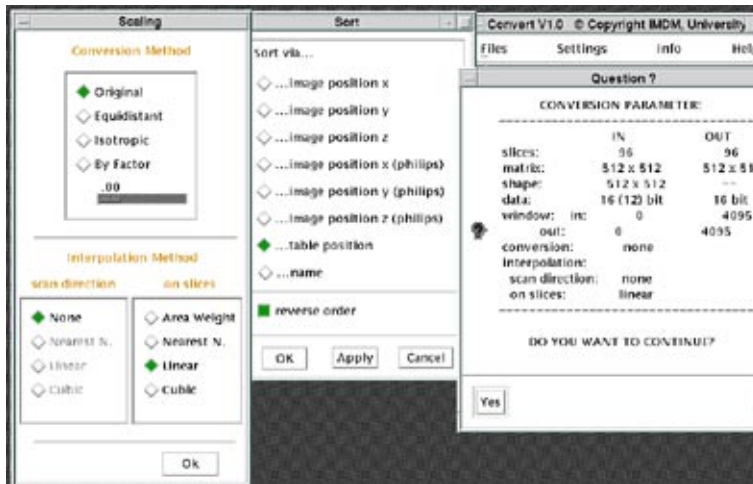 Scaling
Conversion Method
Original
Equidistant
Isotropic
By Factor
.00
Interpolation Method
scan direction
on slices
None
Nearest N.
Linear
Cubic
Area Weight
Nearest N.
Linear
Cubic
Ok
Sort
Sort via...
...image position x
...image position y
...image position z
...image position x (philips)
...image position y (philips)
...image position z (philips)
...table position
...name
reverse order
OK Apply Cancel
Convert V1.0 © Copyright IMDM, University
Files Settings Info Hel
Question ?
CONVERSION PARAMETER:
IN OUT
slices: 96 96
matrix: 512 x 512 512 x 51
shape: 512 x 512 --
data: 16 (12) bit 16 bit
window: in: 0 4095
out: 0 4095
conversion: none
interpolation:
scan direction: none
on slices: linear
DO YOU WANT TO CONTINUE?
Yes